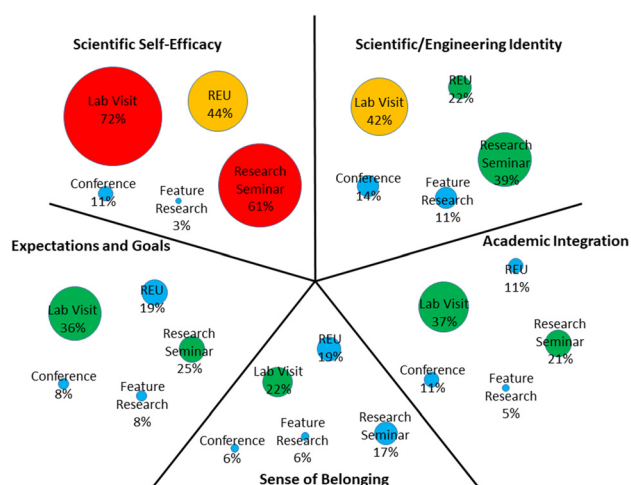 Scientific Self-Efficacy
Lab Visit
72%
REU
44%
Research
Seminar
61%
Conference
11%
Feature
Research
3%
Scientific/Engineering Identity
Lab Visit
42%
REU
22%
Research
Seminar
39%
Conference
14%
Feature
Research
11%
Expectations and Goals
Lab Visit
36%
REU
19%
Research
Seminar
25%
Conference
8%
Feature
Research
8%
Academic Integration
REU
11%
Lab Visit
37%
Research
Seminar
21%
Conference
11%
Feature
Research
5%
REU
19%
Lab Visit
22%
Feature
Research
6%
Research
Seminar
17%
Conference
6%
Sense of Belonging